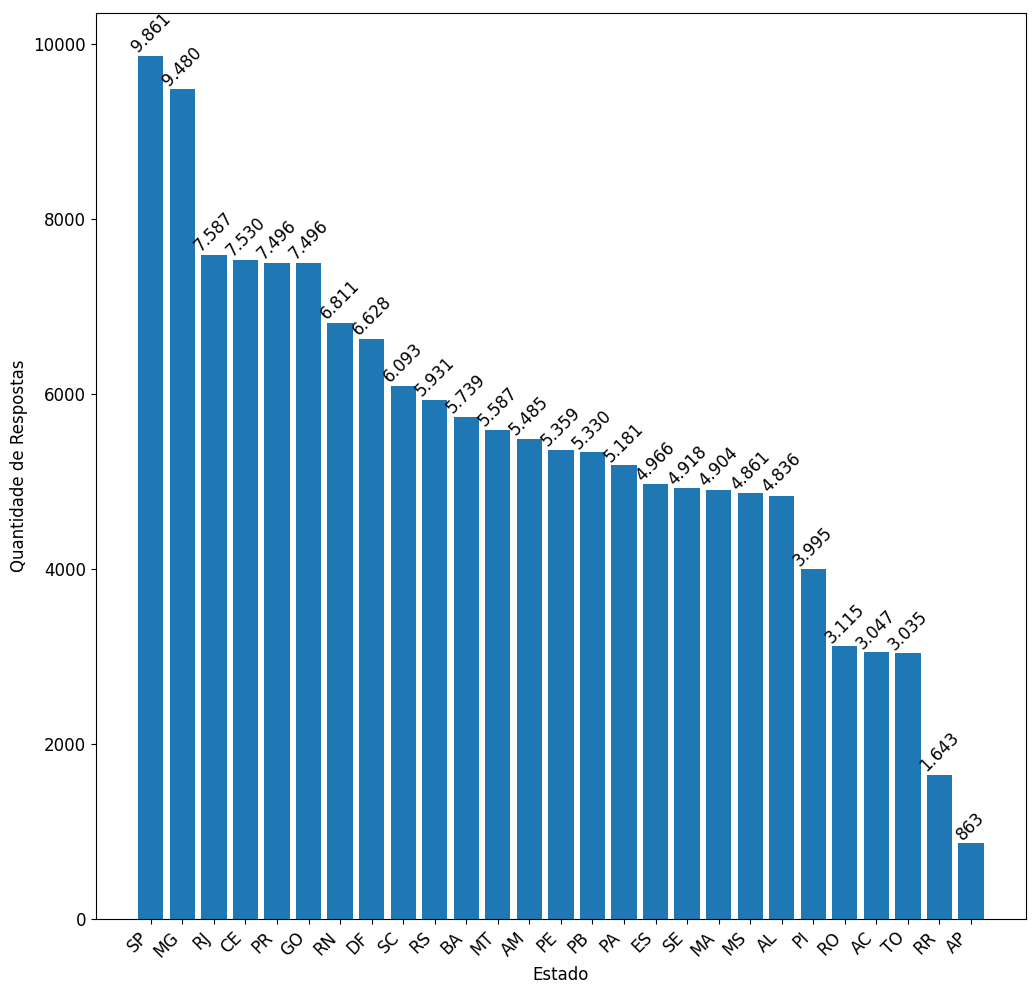 10000
8000
6000
4000
2000
0
Quantidade de Respostas
9.861
9.480
7.587
7.530
7.496
7.496
6.811
6.628
6.093
5.931
5.739
5.587
5.485
5.359
5.330
5.181
4.966
4.918
4.904
4.861
4.836
3.995
3.115
3.047
3.035
1.643
863
SP
MG
RJ
CE
PR
GO
RN
DF
SC
RS
BA
MT
AM
PE
PB
PA
ES
SE
MA
MS
AL
PI
RO
AC
TO
RR
AP
Estado